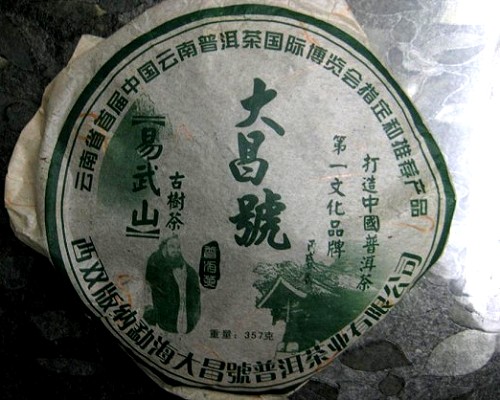 云南省首届中国云南普洱茶国际博览会指定和推荐产品
大昌號
打造中國普洱茶
第一文化品牌
【易武山】
古樹茶
重量：357克
西双版纳勐海大昌號普洱茶业有限公司